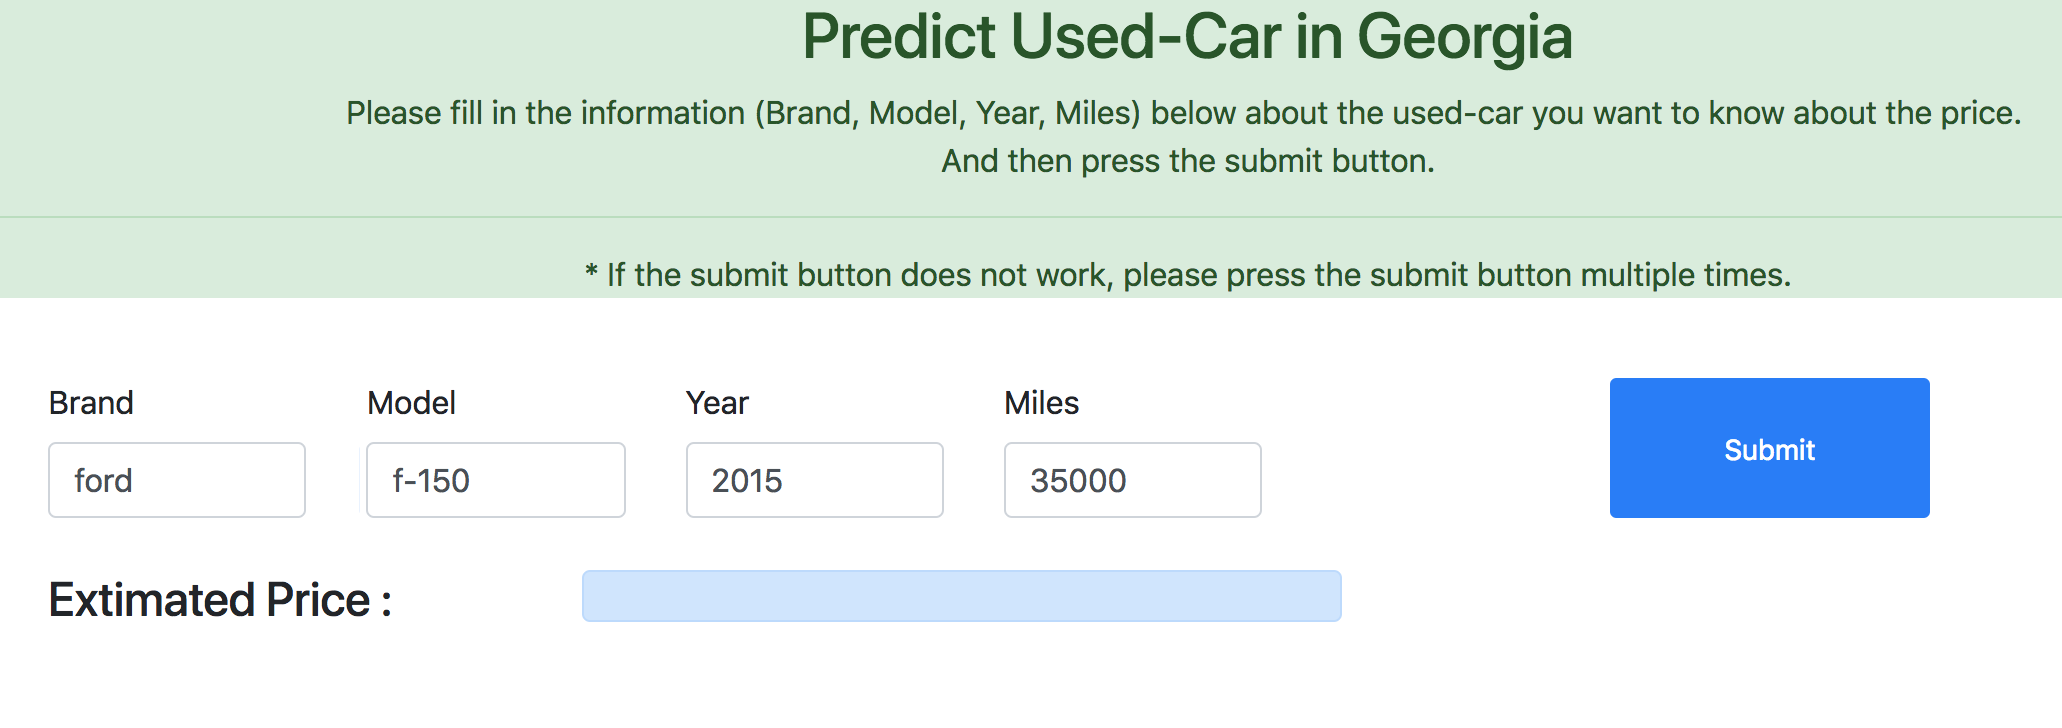 Predict Used-Car in Georgia
Please fill in the information (Brand, Model, Year, Miles) below about the used-car you want to know about the price.
And then press the submit button.
* If the submit button does not work, please press the submit button multiple times.
Brand Model Year Miles
Submit
ford f-150 2015 35000
Extimated Price :